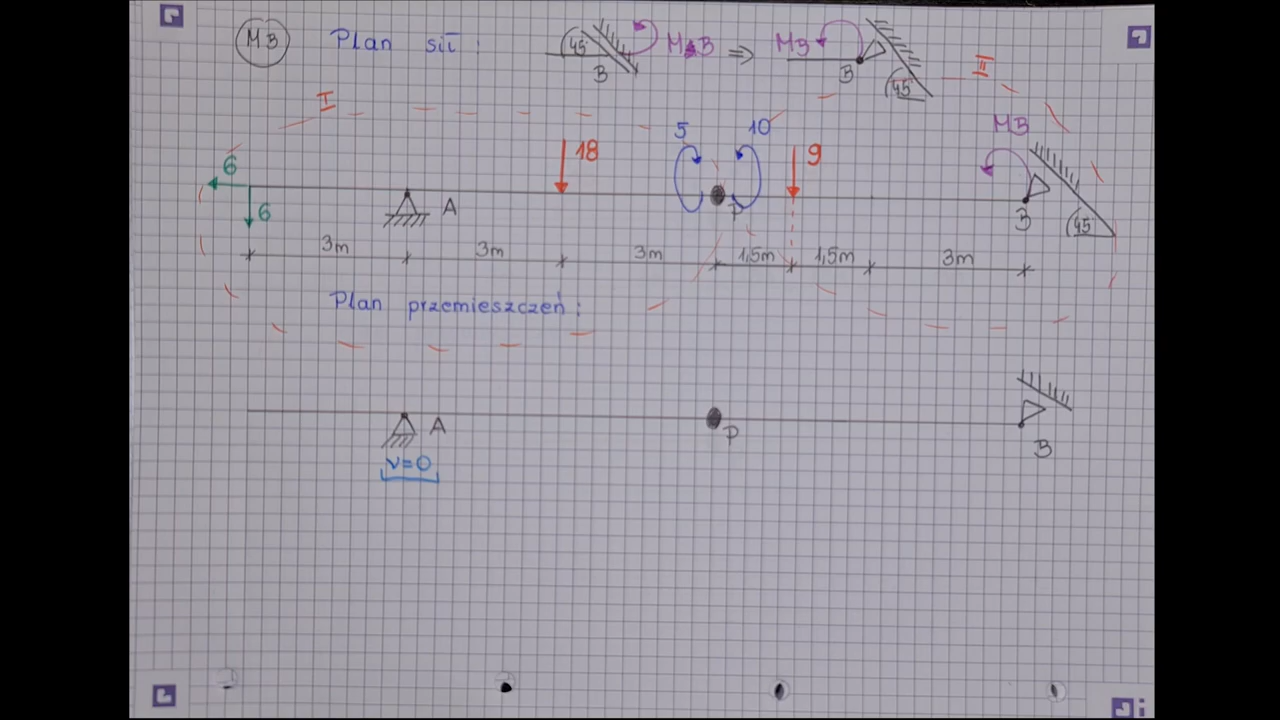 MB Plan sił: 45° B MAB ⇒ MB B 45°
I II
6 6 A 18 5 10 P 9 MB B 45
3m 3m 3m 1,5m 1,5m 3m
Plan przemieszczeń:
A P B
v=0